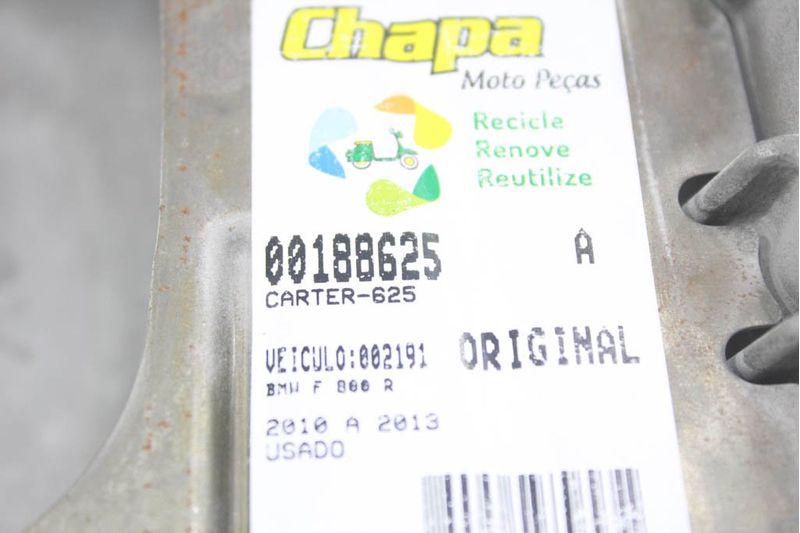 Chapa
Moto Peças
Recicle
Renove
Reutilize
00188625 A
CARTER-625
VEICULO:002191 ORIGINAL
BMW F 800 R
2010 A 2013
USADO